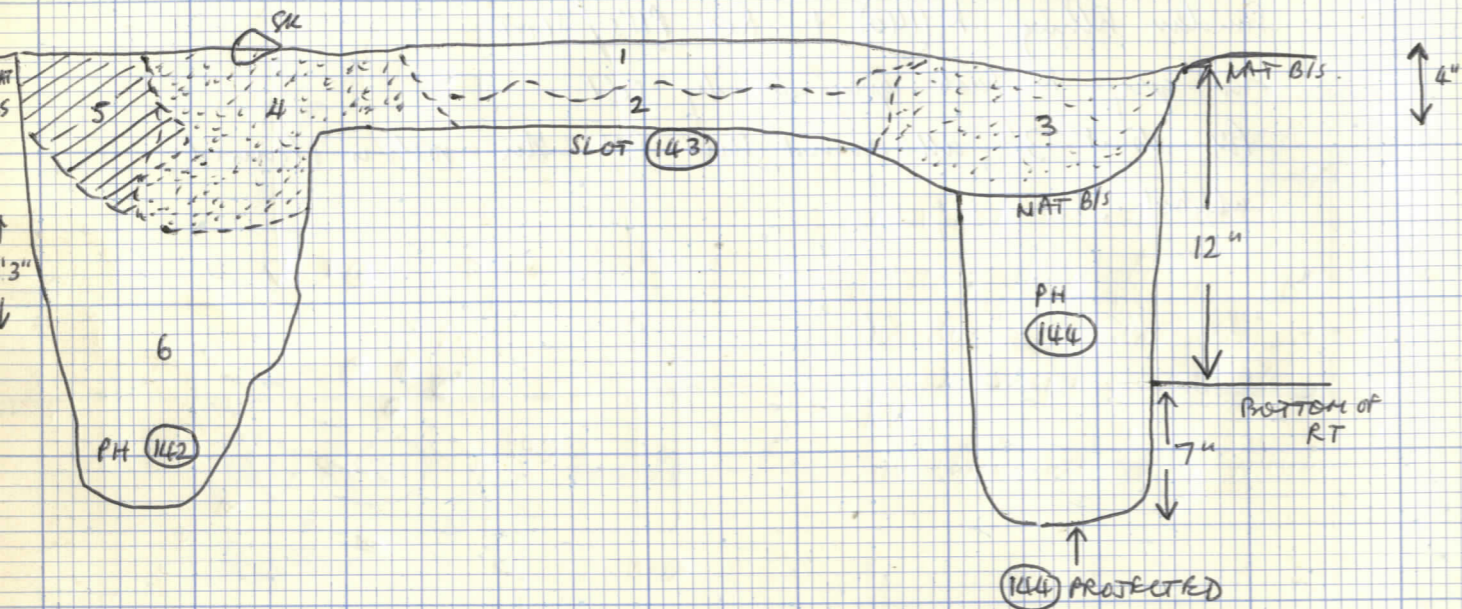 SK
1
NAT B/S.
4"
5
4
2
3
SLOT 143
NAT B/S
3"
12"
PH
144
6
BOTTOM OF
RT
PH 142
7"
144 PROJECTED